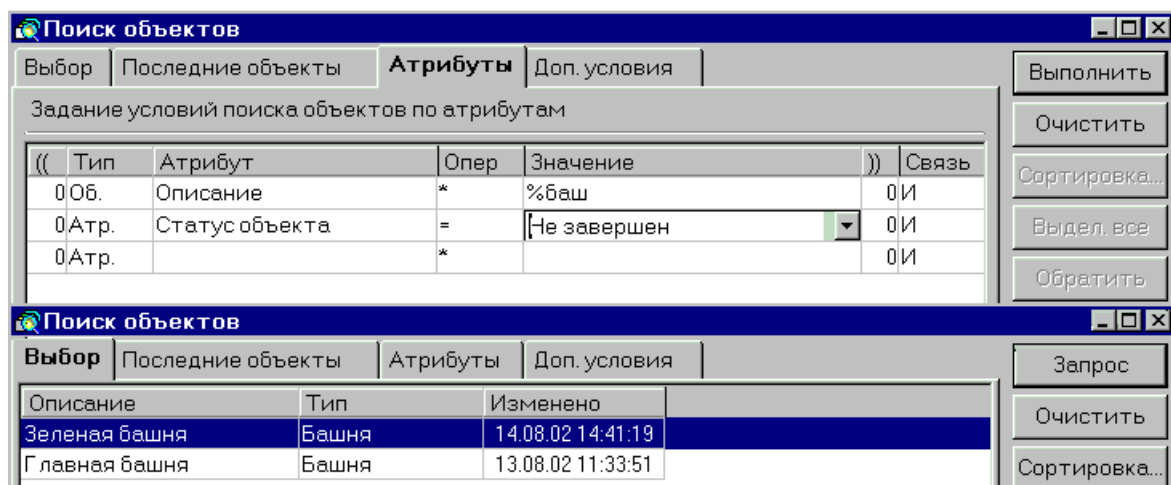 Поиск объектов
Выбор Последние объекты Атрибуты Доп. условия
Выполнить
Задание условий поиска объектов по атрибутам
Очистить
(( Тип Атрибут Опер Значение )) Связь
Сортировка...
0 Об. Описание * %баш 0 И
0 Атр. Статус объекта = Не завершен 0 И
Выдел. все
0 Атр. * 0 И
Обратить
Поиск объектов
Выбор Последние объекты Атрибуты Доп. условия
Запрос
Описание Тип Изменено
Очистить
Зеленая башня Башня 14.08.02 14:41:19
Главная башня Башня 13.08.02 11:33:51
Сортировка...